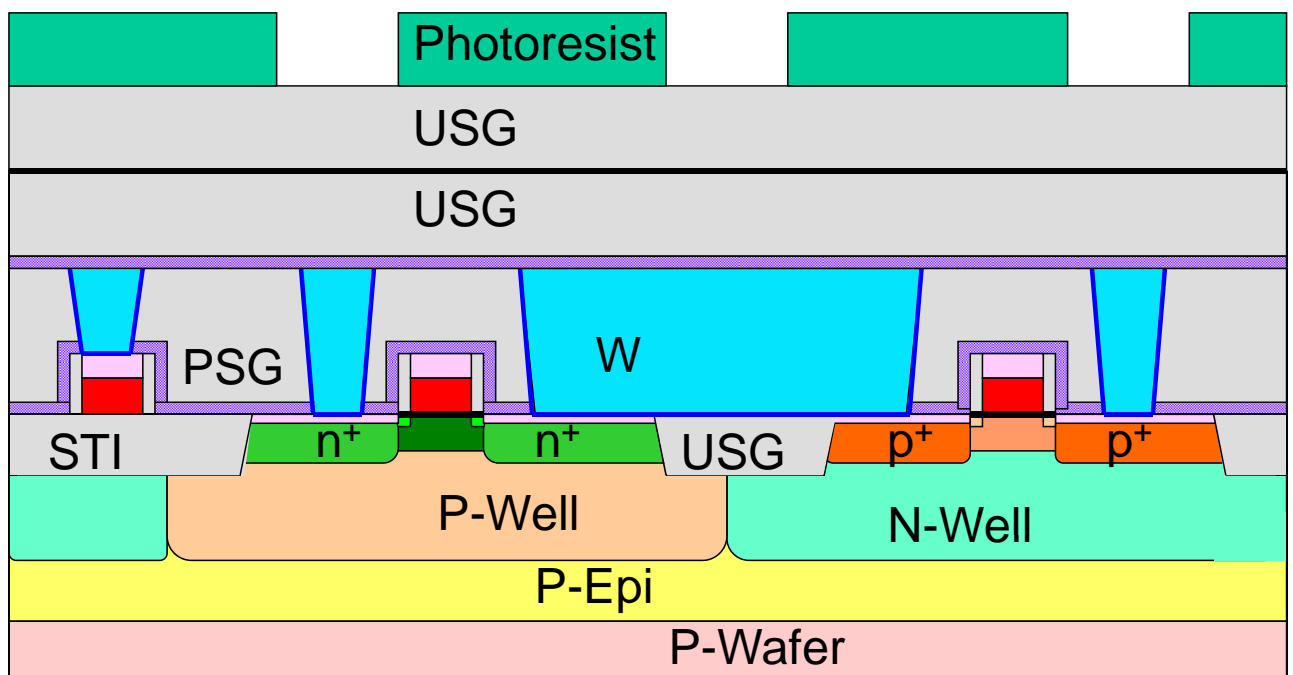 Photoresist
USG
USG
W
PSG
STI
n+
n+
USG
p+
p+
P-Well
N-Well
P-Epi
P-Wafer